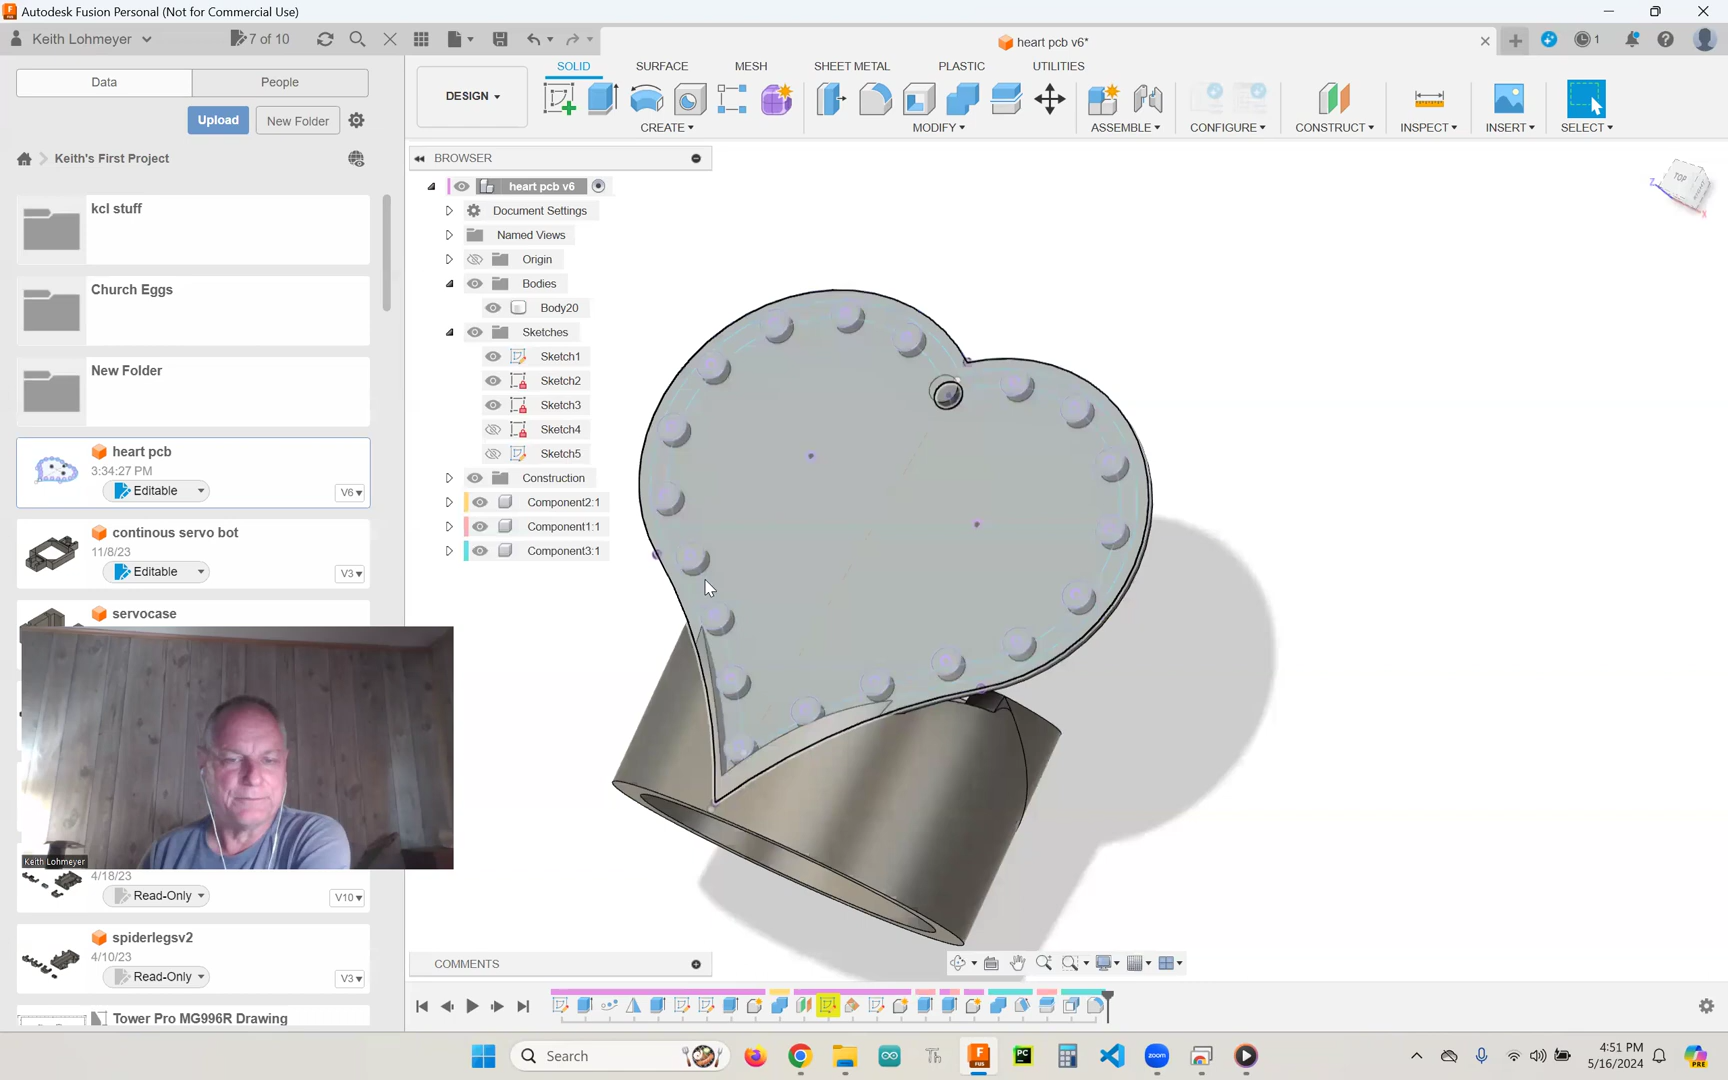 Autodesk Fusion Personal (Not for Commercial Use)
Keith Lohmeyer
7 of 10
heart pcb v6*
1
Data
People
Upload
New Folder
Keith's First Project
kcl stuff
Church Eggs
New Folder
heart pcb
3:34:27 PM
Editable
V6
continous servo bot
11/8/23
Editable
V3
servocase
Keith Lohmeyer
4/18/23
Read-Only
V10
spiderlegsv2
4/10/23
Read-Only
V3
Tower Pro MG996R Drawing
DESIGN
SOLID
SURFACE
MESH
SHEET METAL
PLASTIC
UTILITIES
CREATE
MODIFY
ASSEMBLE
CONFIGURE
CONSTRUCT
INSPECT
INSERT
SELECT
BROWSER
heart pcb v6
Document Settings
Named Views
Origin
Bodies
Body20
Sketches
Sketch1
Sketch2
Sketch3
Sketch4
Sketch5
Construction
Component2:1
Component1:1
Component3:1
TOP
Z
X
COMMENTS
Search
Th
PC
zoom
4:51 PM
5/16/2024
PRE